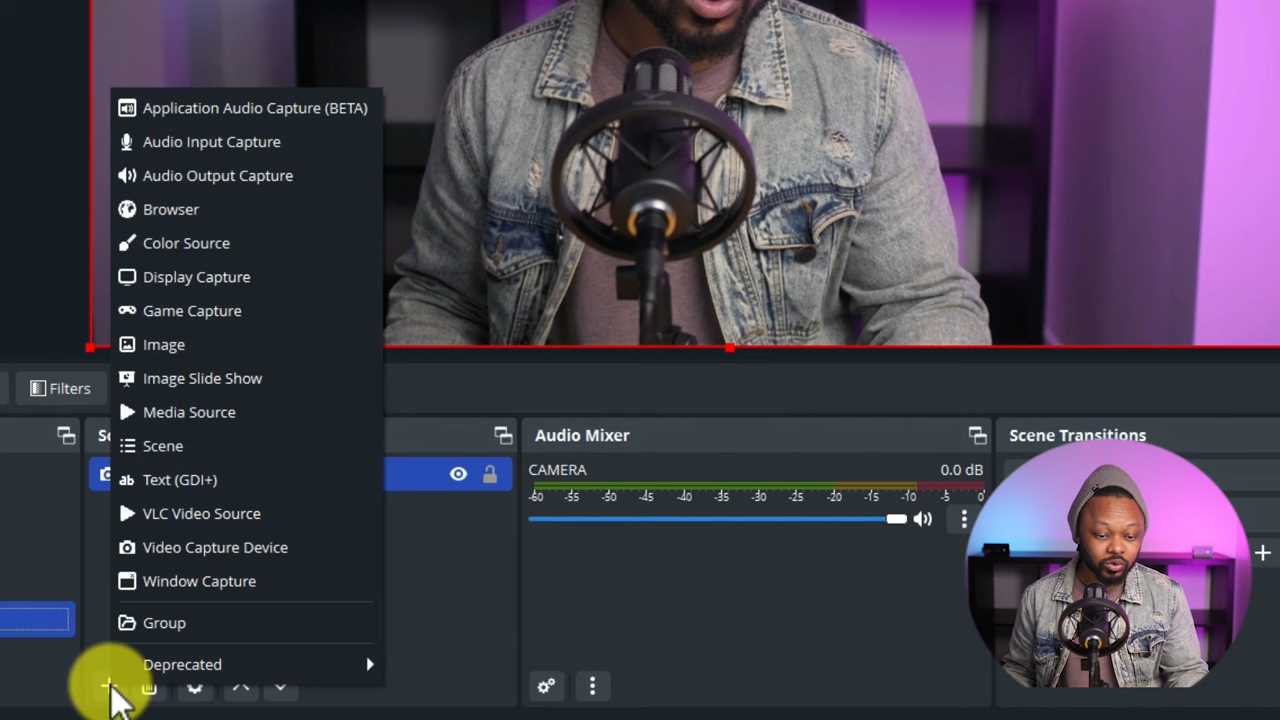 Application Audio Capture (BETA)
Audio Input Capture
Audio Output Capture
Browser
Color Source
Display Capture
Game Capture
Image
Image Slide Show
Media Source
Scene
ab Text (GDI+)
VLC Video Source
Video Capture Device
Window Capture
Group
Deprecated
Filters
Audio Mixer
Scene Transitions
CAMERA 0.0 dB
-60 -55 -50 -45 -40 -35 -30 -25 -20 -15 -10 -5 0